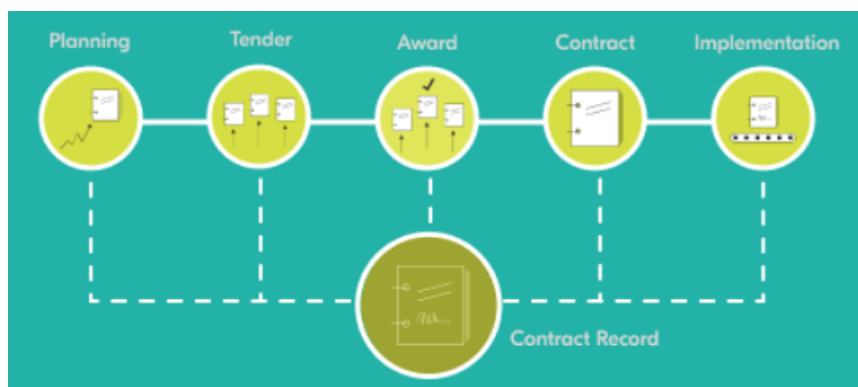 Planning
Tender
Award
Contract
Implementation
Contract Record